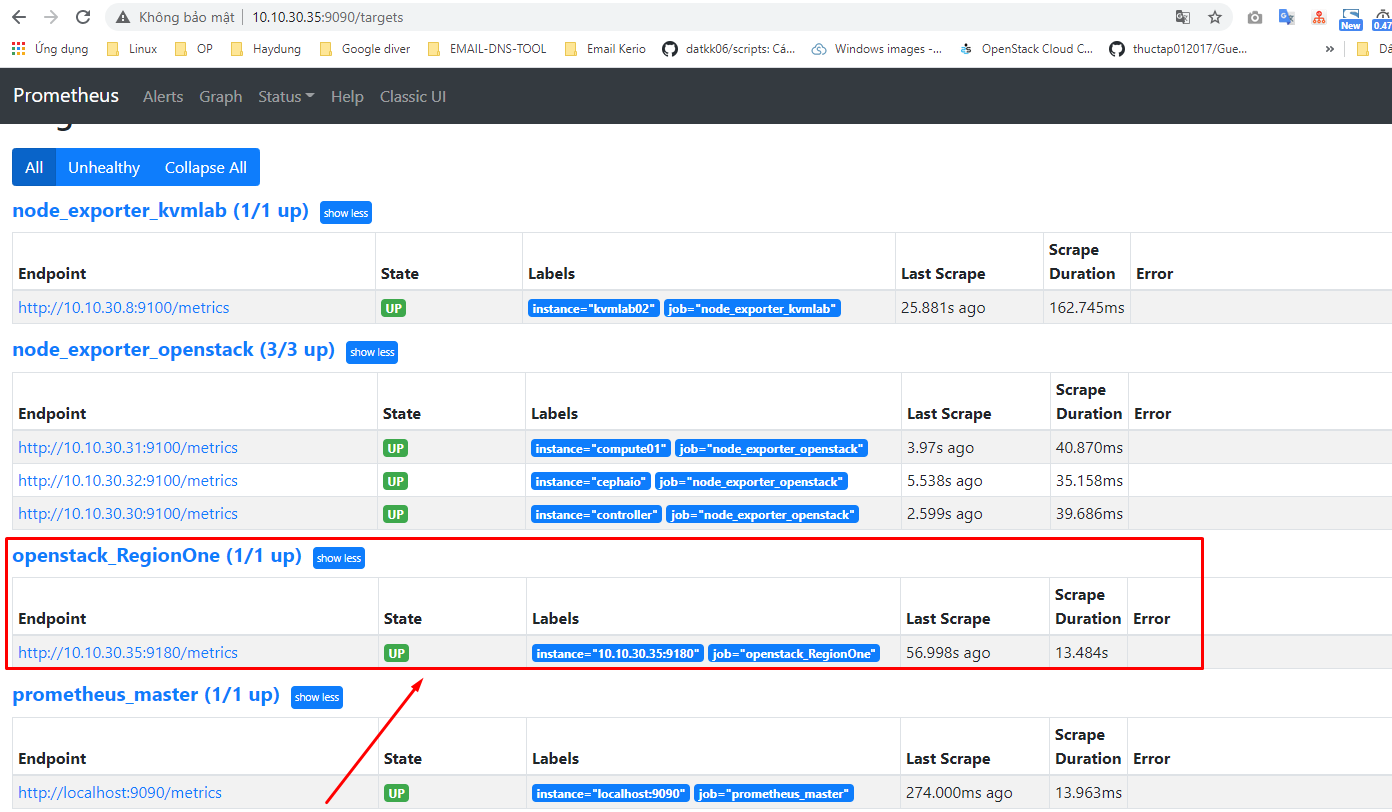 Không bảo mật | 10.10.30.35:9090/targets
New 0.47
Ứng dụng Linux OP Haydung Google diver EMAIL-DNS-TOOL Email Kerio datkk06/scripts: Cá... Windows images -... OpenStack Cloud C... thuctap012017/Gue... »
Prometheus Alerts Graph Status Help Classic UI
All Unhealthy Collapse All
node_exporter_kvmlab (1/1 up) show less
Endpoint State Labels Last Scrape Scrape Duration Error
http://10.10.30.8:9100/metrics UP instance="kvmlab02" job="node_exporter_kvmlab" 25.881s ago 162.745ms
node_exporter_openstack (3/3 up) show less
Endpoint State Labels Last Scrape Scrape Duration Error
http://10.10.30.31:9100/metrics UP instance="compute01" job="node_exporter_openstack" 3.97s ago 40.870ms
http://10.10.30.32:9100/metrics UP instance="cephaio" job="node_exporter_openstack" 5.538s ago 35.158ms
http://10.10.30.30:9100/metrics UP instance="controller" job="node_exporter_openstack" 2.599s ago 39.686ms
openstack_RegionOne (1/1 up) show less
Endpoint State Labels Last Scrape Scrape Duration Error
http://10.10.30.35:9180/metrics UP instance="10.10.30.35:9180" job="openstack_RegionOne" 56.998s ago 13.484s
prometheus_master (1/1 up) show less
Endpoint State Labels Last Scrape Scrape Duration Error
http://localhost:9090/metrics UP instance="localhost:9090" job="prometheus_master" 274.000ms ago 13.963ms